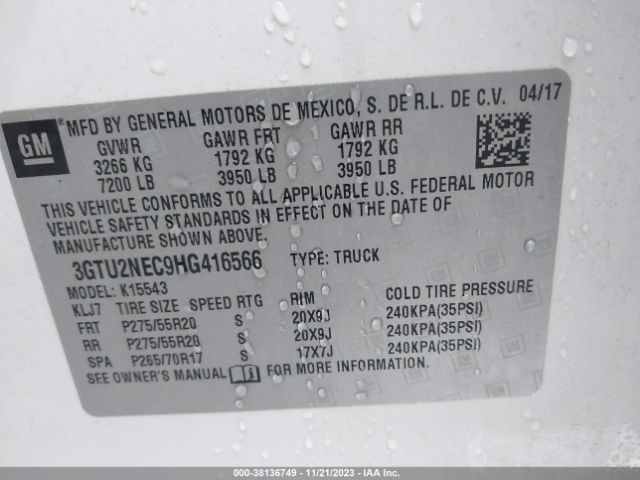 MFD BY GENERAL MOTORS DE MEXICO, S. DE R.L. DE C.V. 04/17
GM
GVWR GAWR FRT GAWR RR
3266 KG 1792 KG 1792 KG
7200 LB 3950 LB 3950 LB
THIS VEHICLE CONFORMS TO ALL APPLICABLE U.S. FEDERAL MOTOR
VEHICLE SAFETY STANDARDS IN EFFECT ON THE DATE OF
MANUFACTURE SHOWN ABOVE.
3GTU2NEC9HG416566 TYPE: TRUCK
MODEL: K15543
KLJ7 TIRE SIZE SPEED RTG RIM COLD TIRE PRESSURE
FRT P275/55R20 S 20X9J 240KPA(35PSI)
RR P275/55R20 S 20X9J 240KPA(35PSI)
SPA P265/70R17 S 17X7J 240KPA(35PSI)
SEE OWNER'S MANUAL FOR MORE INFORMATION.
000-38136749 - 11/21/2023 - iaai.com